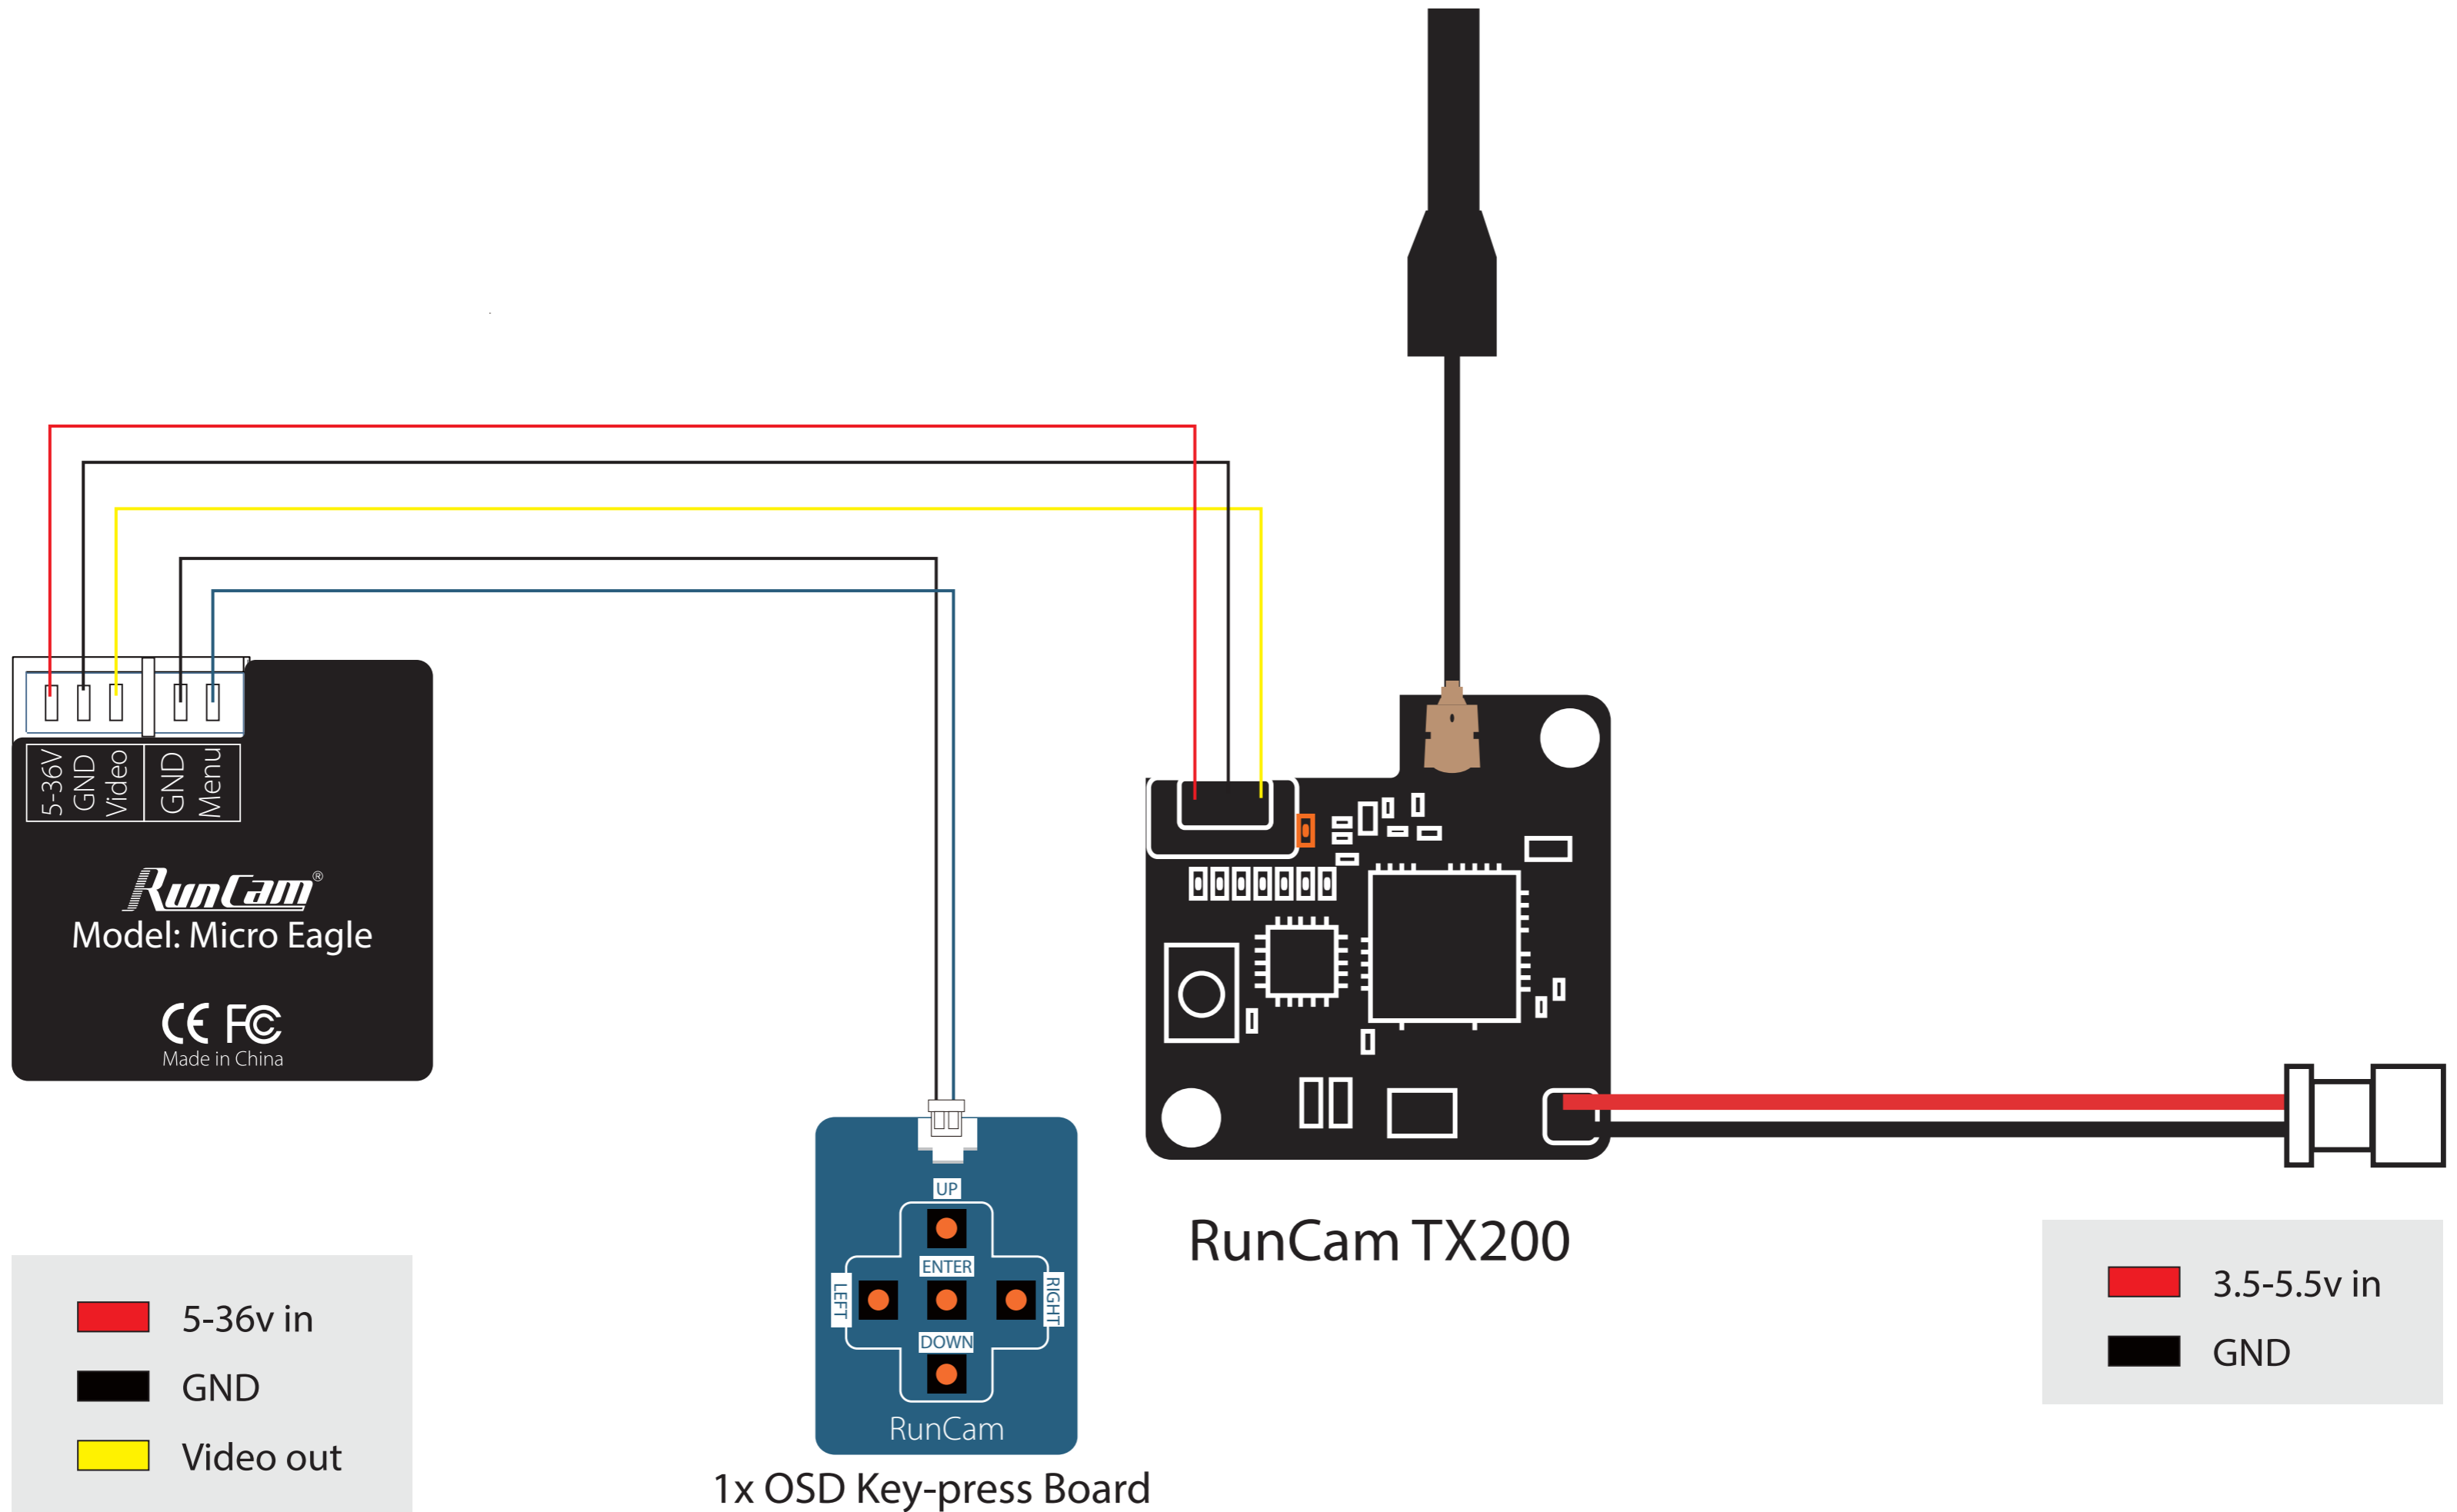 5-36V
GND
Video
GND
Menu
RunCam®
Model: Micro Eagle
CE FC
Made in China
5-36v in
GND
Video out
UP
ENTER
LEFT
RIGHT
DOWN
RunCam
1x OSD Key-press Board
RunCam TX200
3.5-5.5v in
GND